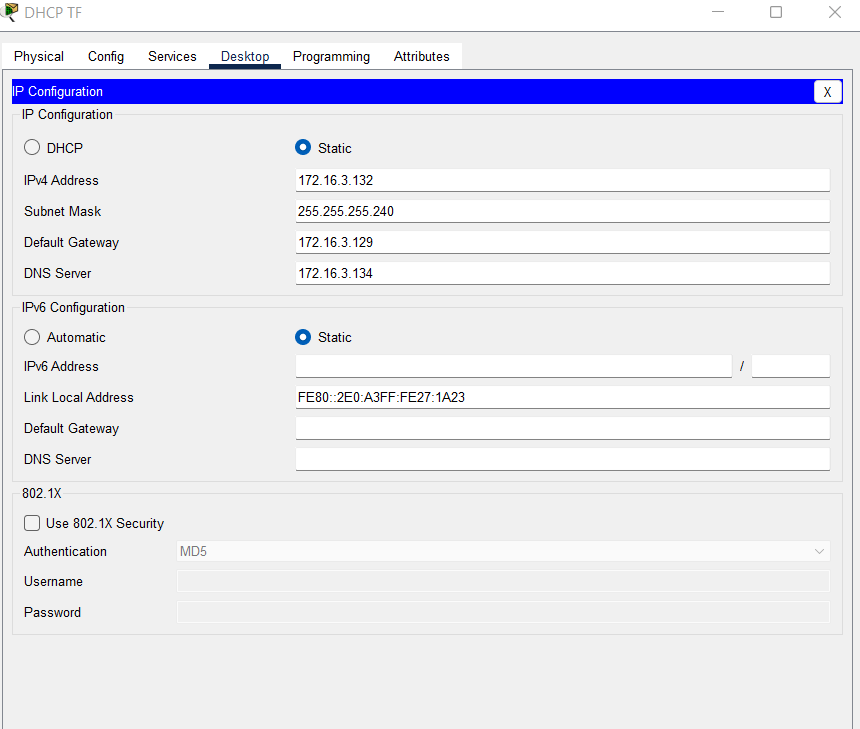 DHCP TF
Physical Config Services Desktop Programming Attributes
IP Configuration X
IP Configuration
DHCP Static
IPv4 Address 172.16.3.132
Subnet Mask 255.255.255.240
Default Gateway 172.16.3.129
DNS Server 172.16.3.134
IPv6 Configuration
Automatic Static
IPv6 Address /
Link Local Address FE80::2E0:A3FF:FE27:1A23
Default Gateway
DNS Server
802.1X
Use 802.1X Security
Authentication MD5
Username
Password